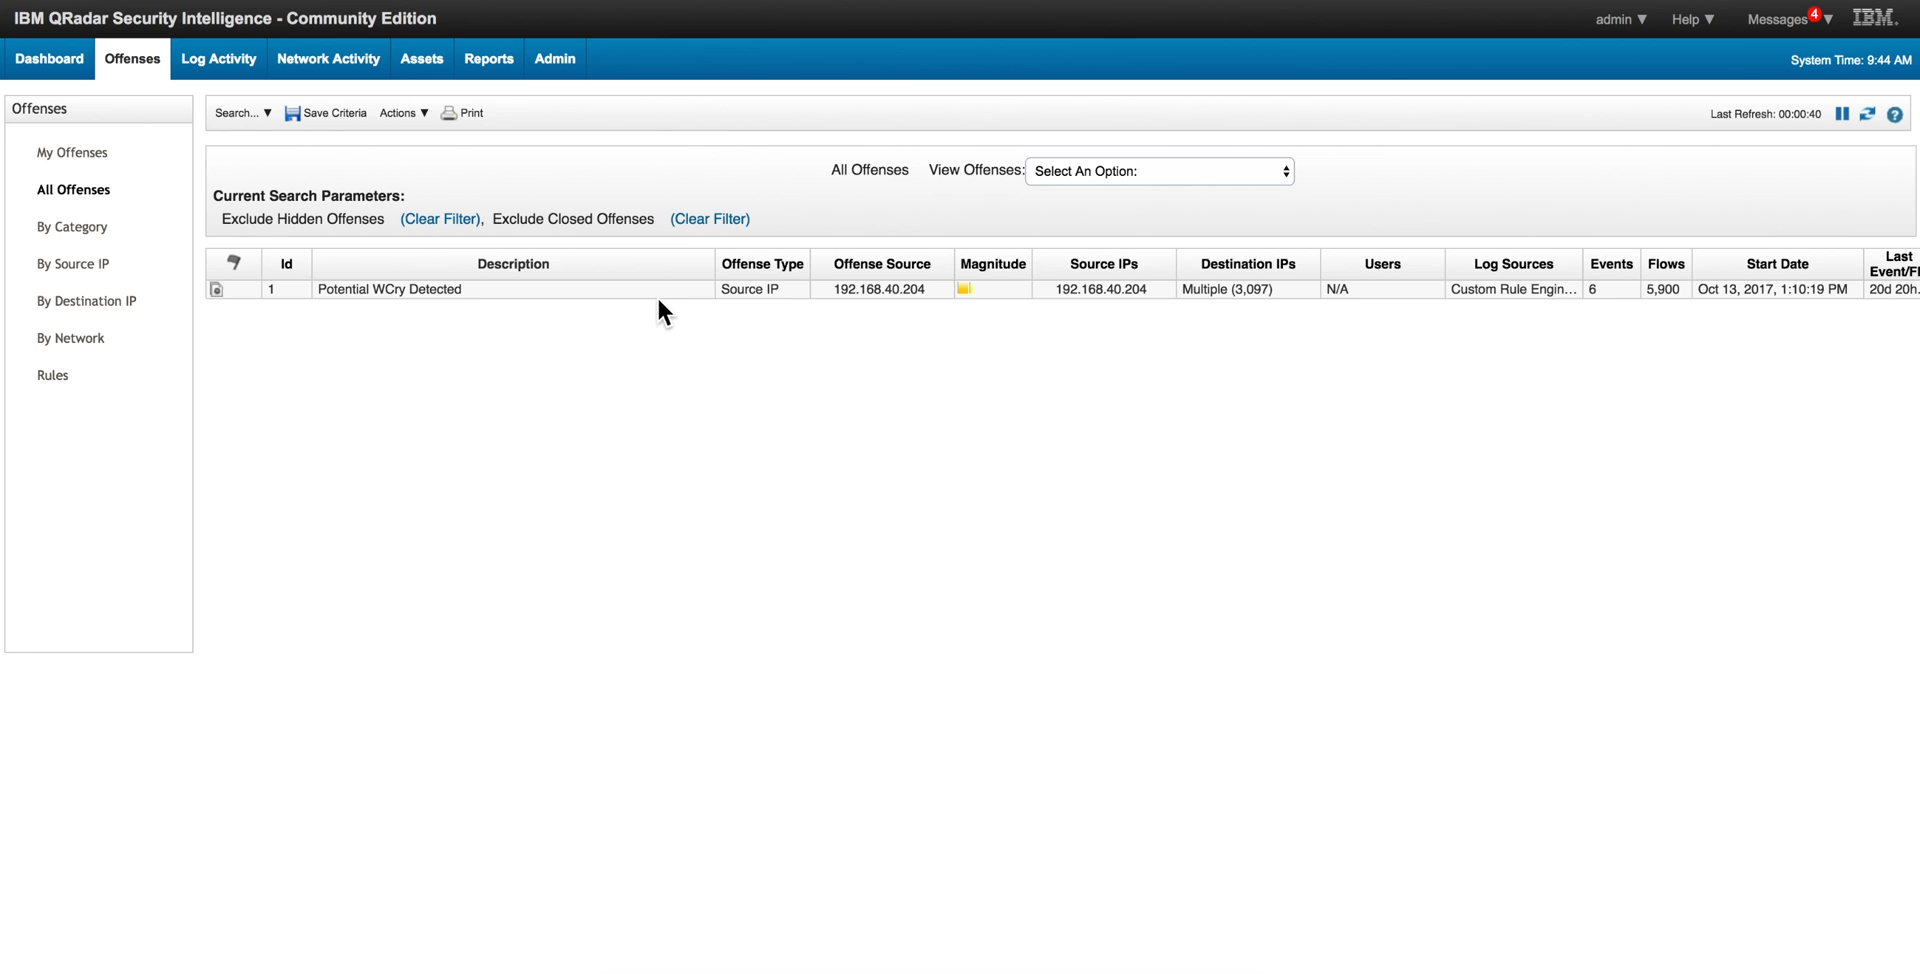 IBM QRadar Security Intelligence - Community Edition
admin ▼ Help ▼ Messages 4 ▼ IBM.
Dashboard Offenses Log Activity Network Activity Assets Reports Admin System Time: 9:44 AM
Offenses
My Offenses
All Offenses
By Category
By Source IP
By Destination IP
By Network
Rules
Search... ▼ Save Criteria Actions ▼ Print Last Refresh: 00:00:40 ?
All Offenses View Offenses: Select An Option:
Current Search Parameters:
Exclude Hidden Offenses (Clear Filter), Exclude Closed Offenses (Clear Filter)
Id Description Offense Type Offense Source Magnitude Source IPs Destination IPs Users Log Sources Events Flows Start Date Last
Event/Fl
1 Potential WCry Detected Source IP 192.168.40.204 192.168.40.204 Multiple (3,097) N/A Custom Rule Engin... 6 5,900 Oct 13, 2017, 1:10:19 PM 20d 20h.